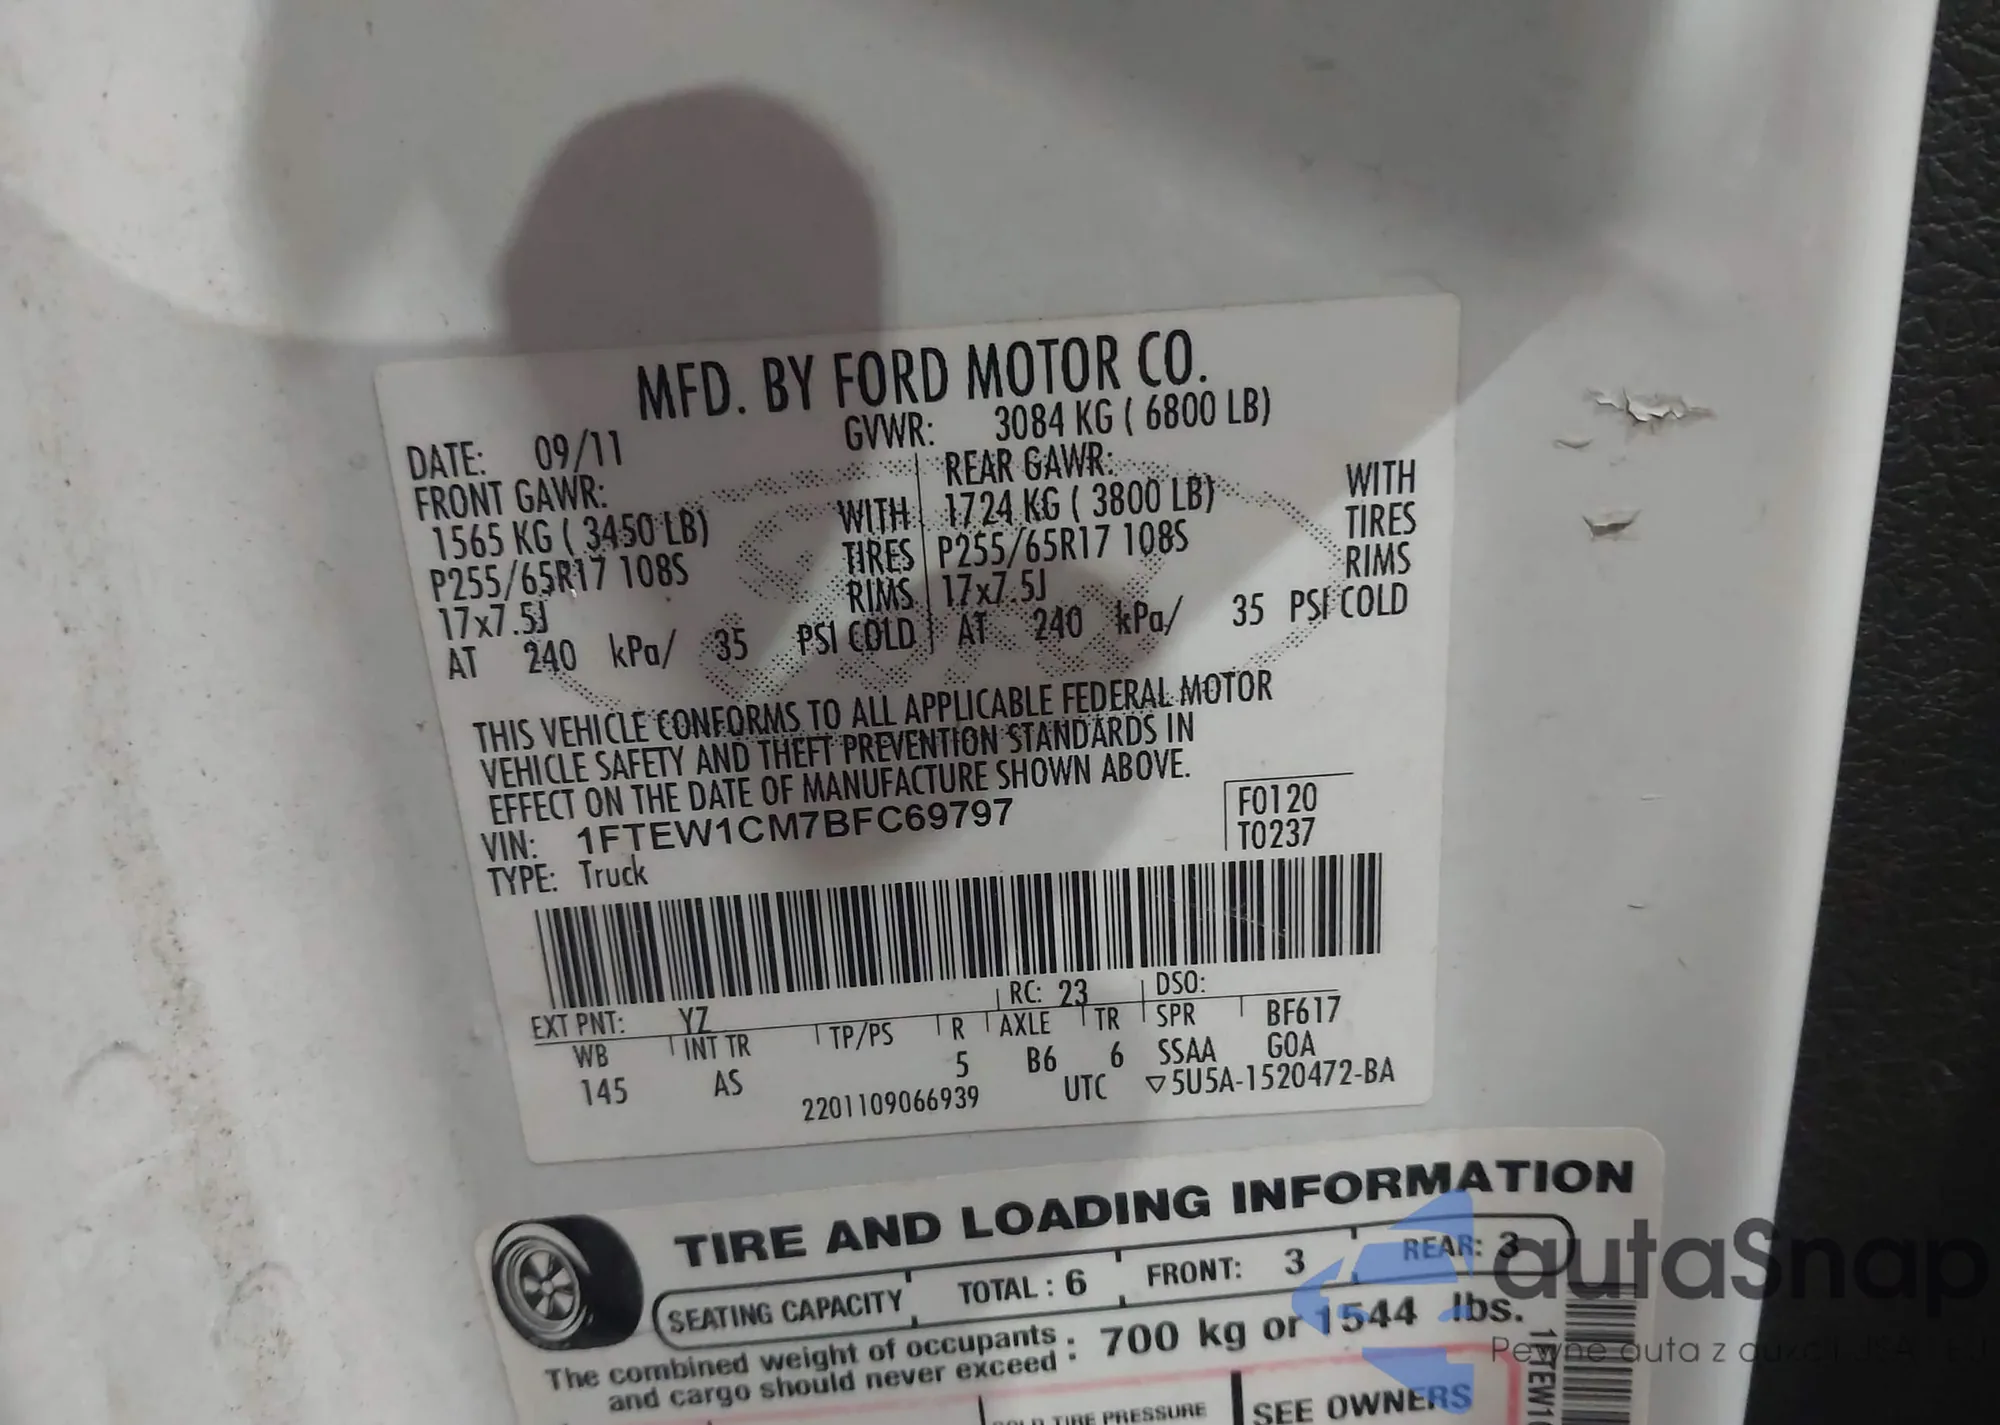 MFD. BY FORD MOTOR CO.
DATE: 09/11 GVWR: 3084 KG ( 6800 LB)
FRONT GAWR: REAR GAWR:
1565 KG ( 3450 LB) WITH 1724 KG ( 3800 LB) WITH
P255/65R17 108S TIRES P255/65R17 108S TIRES
17x7.5J RIMS 17x7.5J RIMS
AT 240 kPa/ 35 PSI COLD AT 240 kPa/ 35 PSI COLD
THIS VEHICLE CONFORMS TO ALL APPLICABLE FEDERAL MOTOR
VEHICLE SAFETY AND THEFT PREVENTION STANDARDS IN
EFFECT ON THE DATE OF MANUFACTURE SHOWN ABOVE.
VIN: 1FTEW1CM7BFC69797 F0120
TYPE: Truck T0237
EXT PNT: YZ RC: 23 DSO:
WB INT TR TP/PS R AXLE TR SPR BF617
145 AS 5 B6 6 SSAA GOA
2201109066939 UTC ▽5U5A-1520472-BA
TIRE AND LOADING INFORMATION
SEATING CAPACITY TOTAL : 6 FRONT: 3 REAR: 3
The combined weight of occupants : 700 kg or 1544 lbs.
and cargo should never exceed
TIRE PRESSURE SEE OWNERS
autaSnap
Pewne auta z